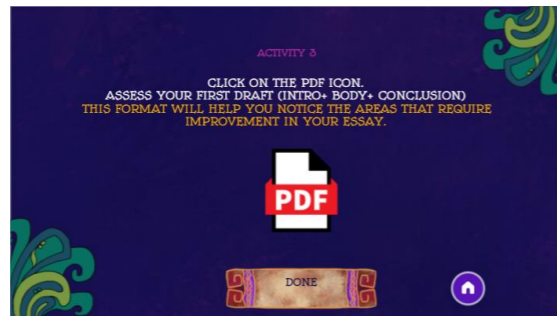 ACTIVITY 3
CLICK ON THE PDF ICON.
ASSESS YOUR FIRST DRAFT (INTRO+ BODY+ CONCLUSION)
THIS FORMAT WILL HELP YOU NOTICE THE AREAS THAT REQUIRE
IMPROVEMENT IN YOUR ESSAY.
PDF
DONE